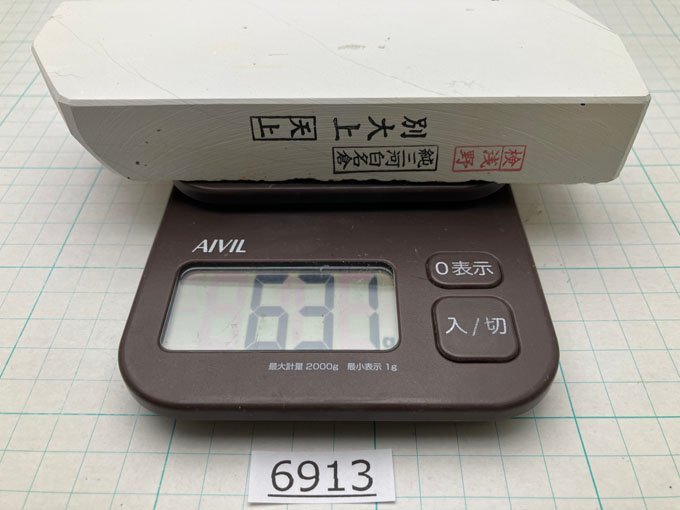 別大上
天上
純三河白名倉
浅野
検
AIVIL
631g
0表示
入/切
最大計量 2000g 最小表示 1g
6913